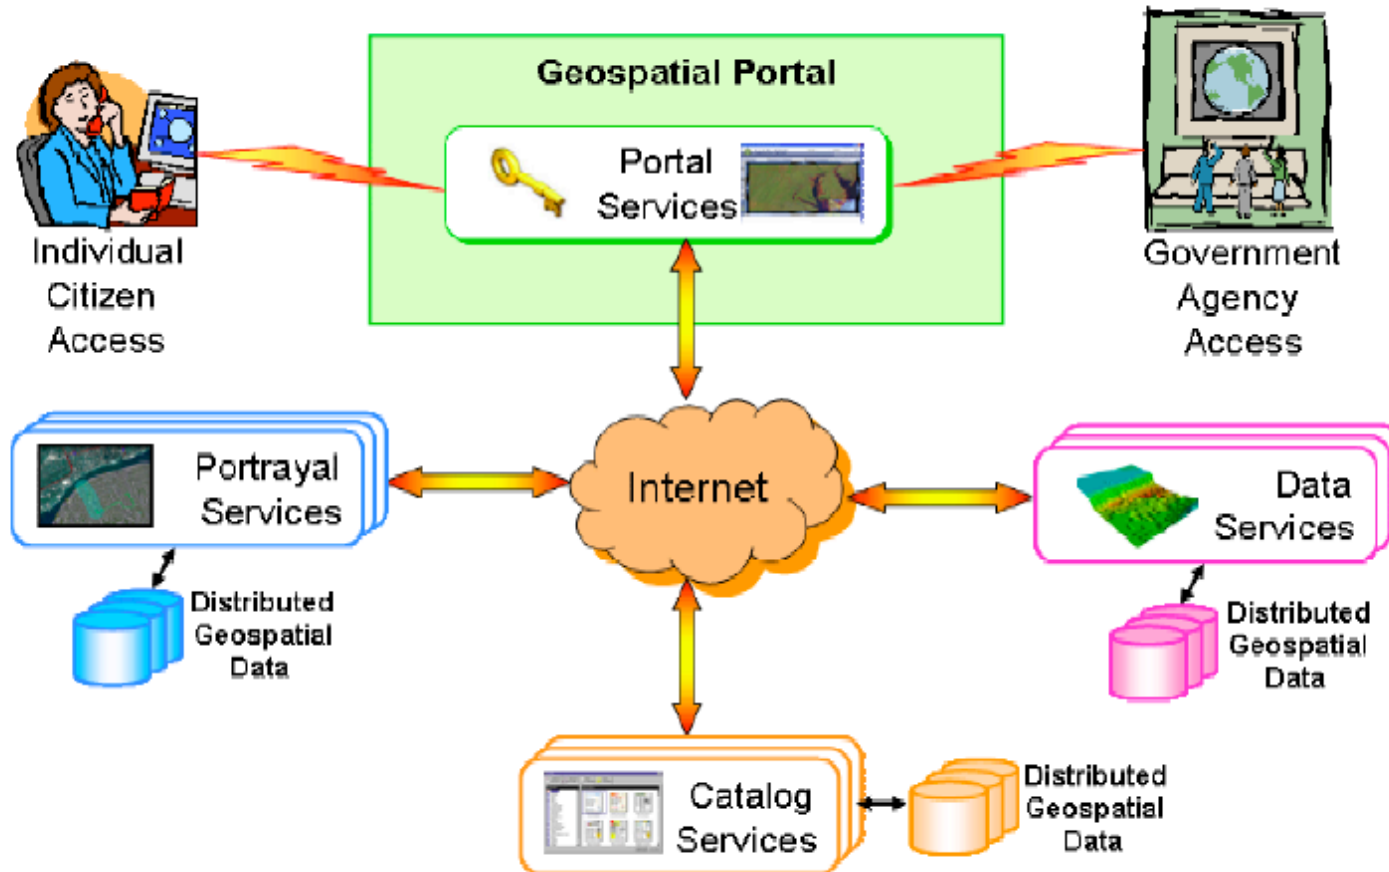 Geospatial Portal
Portal
Services
Individual
Citizen
Access
Government
Agency
Access
Portrayal
Services
Internet
Data
Services
Distributed
Geospatial
Data
Distributed
Geospatial
Data
Catalog
Services
Distributed
Geospatial
Data